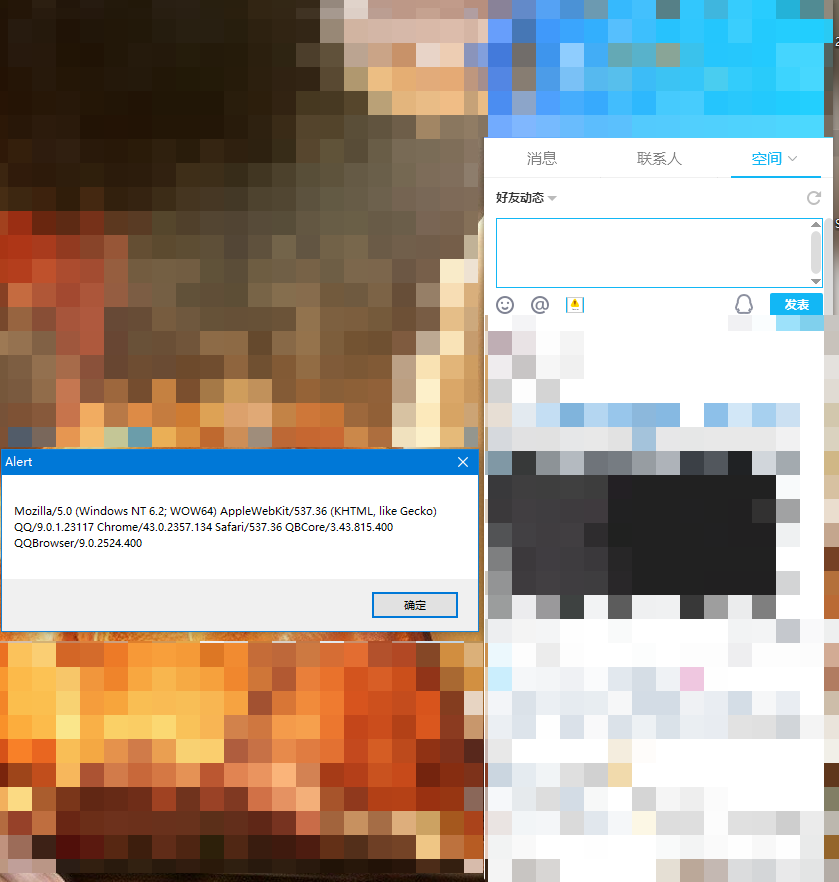 消息
联系人
空间
好友动态
@
发表
Alert
Mozilla/5.0 (Windows NT 6.2; WOW64) AppleWebKit/537.36 (KHTML, like Gecko)
QQ/9.0.1.23117 Chrome/43.0.2357.134 Safari/537.36 QBCore/3.43.815.400
QQBrowser/9.0.2524.400
确定